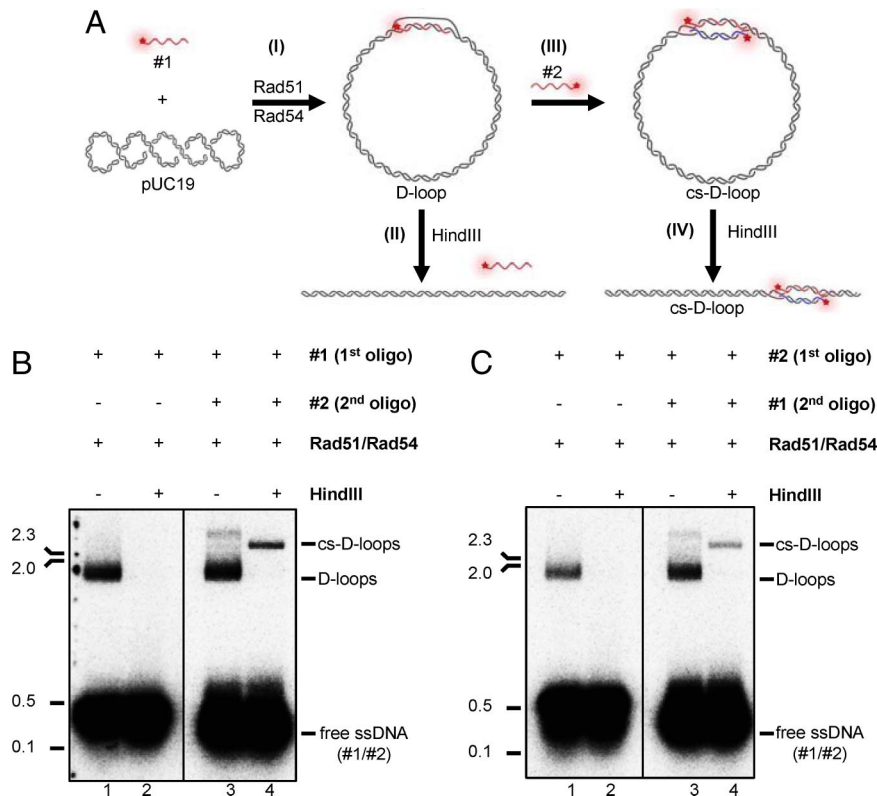 A
#1
+
pUC19
(I)
Rad51
Rad54
D-loop
(III)
#2
cs-D-loop
(II)
HindIII
(IV)
HindIII
cs-D-loop
B
+ + + + #1 (1st oligo)
- - + + #2 (2nd oligo)
+ + + + Rad51/Rad54
- + - + HindIII
2.3
2.0
0.5
0.1
cs-D-loops
D-loops
free ssDNA
(#1/#2)
1 2 3 4
C
+ + + + #2 (1st oligo)
- - + + #1 (2nd oligo)
+ + + + Rad51/Rad54
- + - + HindIII
2.3
2.0
0.5
0.1
cs-D-loops
D-loops
free ssDNA
(#1/#2)
1 2 3 4